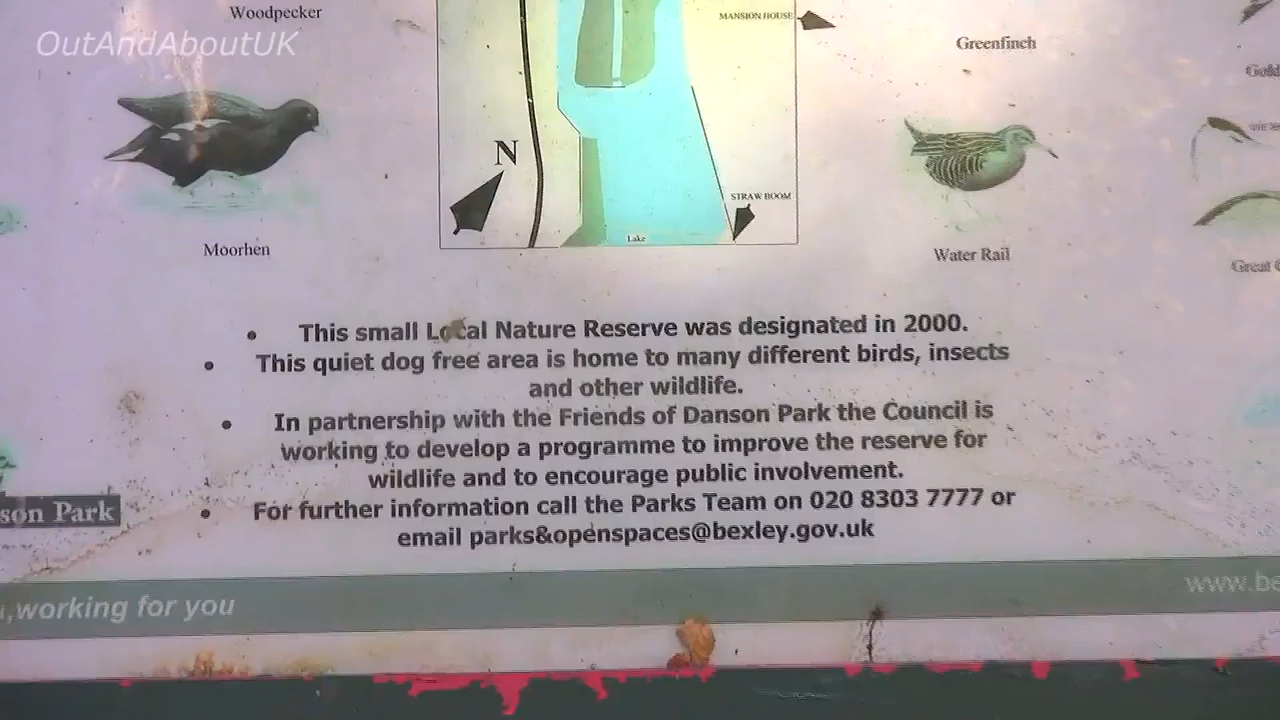 Woodpecker
OutAndAboutUK
MANSION HOUSE
Greenfinch
N
STRAW BOOM
Lake
Moorhen
Water Rail
Great
• This small Local Nature Reserve was designated in 2000.
• This quiet dog free area is home to many different birds, insects
and other wildlife.
• In partnership with the Friends of Danson Park the Council is
working to develop a programme to improve the reserve for
wildlife and to encourage public involvement.
son Park
• For further information call the Parks Team on 020 8303 7777 or
email parks&openspaces@bexley.gov.uk
,working for you
www.be